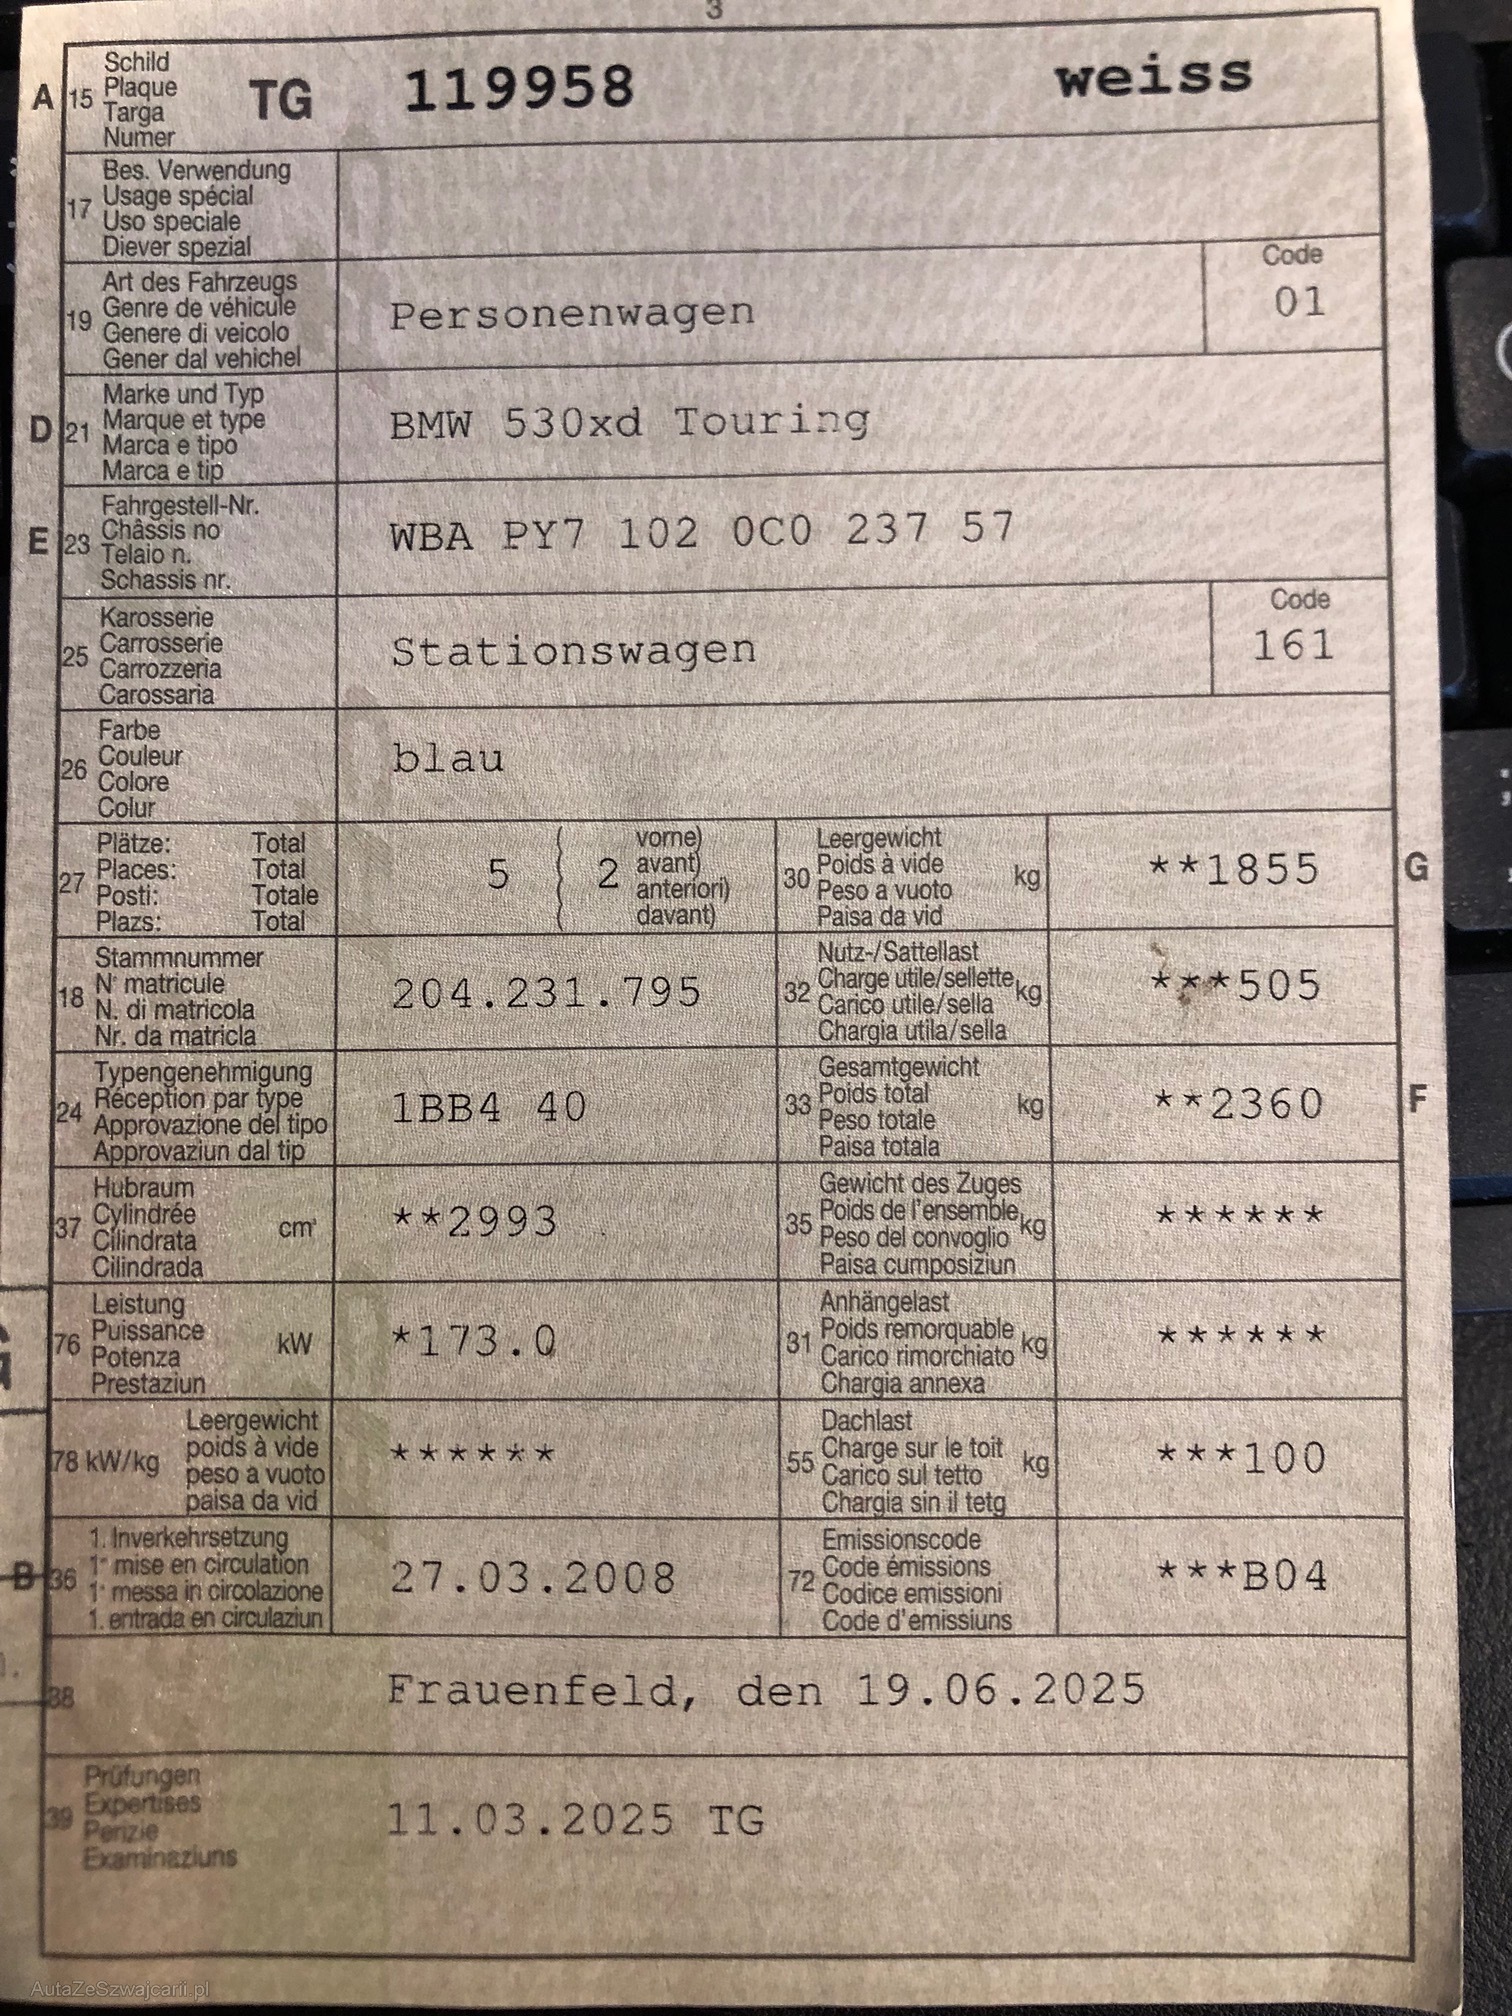 3
A 15 Schild
Plaque
Targa
Numer
TG 119958 weiss
17 Bes. Verwendung
Usage spécial
Uso speciale
Diever spezial
19 Art des Fahrzeugs
Genre de véhicule
Genere di veicolo
Gener dal vehichel
Personenwagen
Code
01
D 21 Marke und Typ
Marque et type
Marca e tipo
Marca e tip
BMW 530xd Touring
E 23 Fahrgestell-Nr.
Châssis no
Telaio n.
Schassis nr.
WBA PY7 102 0C0 237 57
25 Karosserie
Carrosserie
Carrozzeria
Carossaria
Stationswagen
Code
161
26 Farbe
Couleur
Colore
Colur
blau
27 Plätze: Total
Places: Total
Posti: Totale
Plazs: Total
5 ( 2 vorne)
( avant)
( anteriori)
( davant)
30 Leergewicht
Poids à vide
Peso a vuoto
Paisa da vid
kg
**1855
G
18 Stammnummer
N° matricule
N. di matricola
Nr. da matricla
204.231.795
32 Nutz-/Sattellast
Charge utile/sellette
Carico utile/sella
Chargia utila/sella
kg
***505
24 Typengenehmigung
Réception par type
Approvazione del tipo
Approvaziun dal tip
1BB4 40
33 Gesamtgewicht
Poids total
Peso totale
Paisa totala
kg
**2360
F
37 Hubraum
Cylindrée
Cilindrata
Cilindrada
cm³
**2993
35 Gewicht des Zuges
Poids de l'ensemble
Peso del convoglio
Paisa cumposiziun
kg
******
76 Leistung
Puissance
Potenza
Prestaziun
kW
*173.0
31 Anhängelast
Poids remorquable
Carico rimorchiato
Chargia annexa
kg
******
78 kW/kg Leergewicht
poids à vide
peso a vuoto
paisa da vid
******
55 Dachlast
Charge sur le toit
Carico sul tetto
Chargia sin il tetg
kg
***100
B 36 1. Inverkehrsetzung
1re mise en circulation
1a messa in circolazione
1. entrada en circulaziun
27.03.2008
72 Emissionscode
Code émissions
Codice emissioni
Code d'emissiuns
***B04
38 Frauenfeld, den 19.06.2025
39 Prüfungen
Expertises
Perizie
Examinaziuns
11.03.2025 TG
AutaZeSzwajcarii.pl